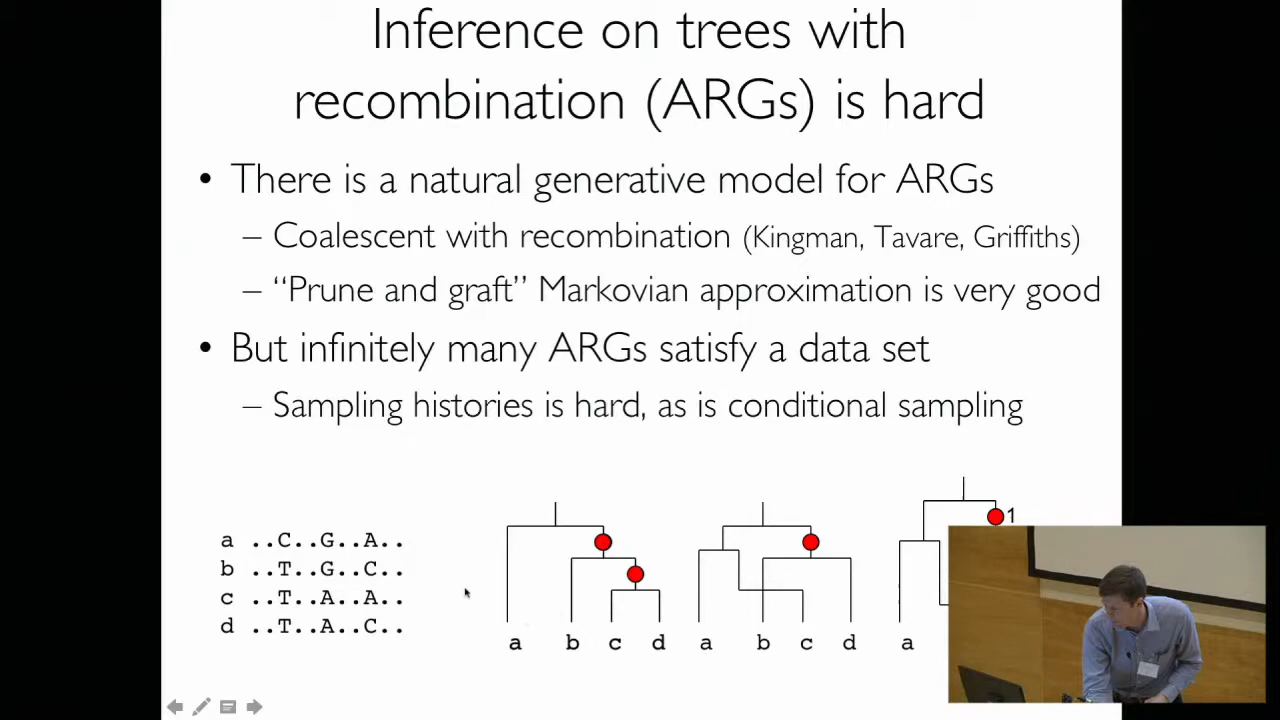 Inference on trees with
recombination (ARGs) is hard
• There is a natural generative model for ARGs
– Coalescent with recombination (Kingman, Tavare, Griffiths)
– “Prune and graft” Markovian approximation is very good
• But infinitely many ARGs satisfy a data set
– Sampling histories is hard, as is conditional sampling
a ..C..G..A..
b ..T..G..C..
c ..T..A..A..
d ..T..A..C..
1
a b c d a b c d a